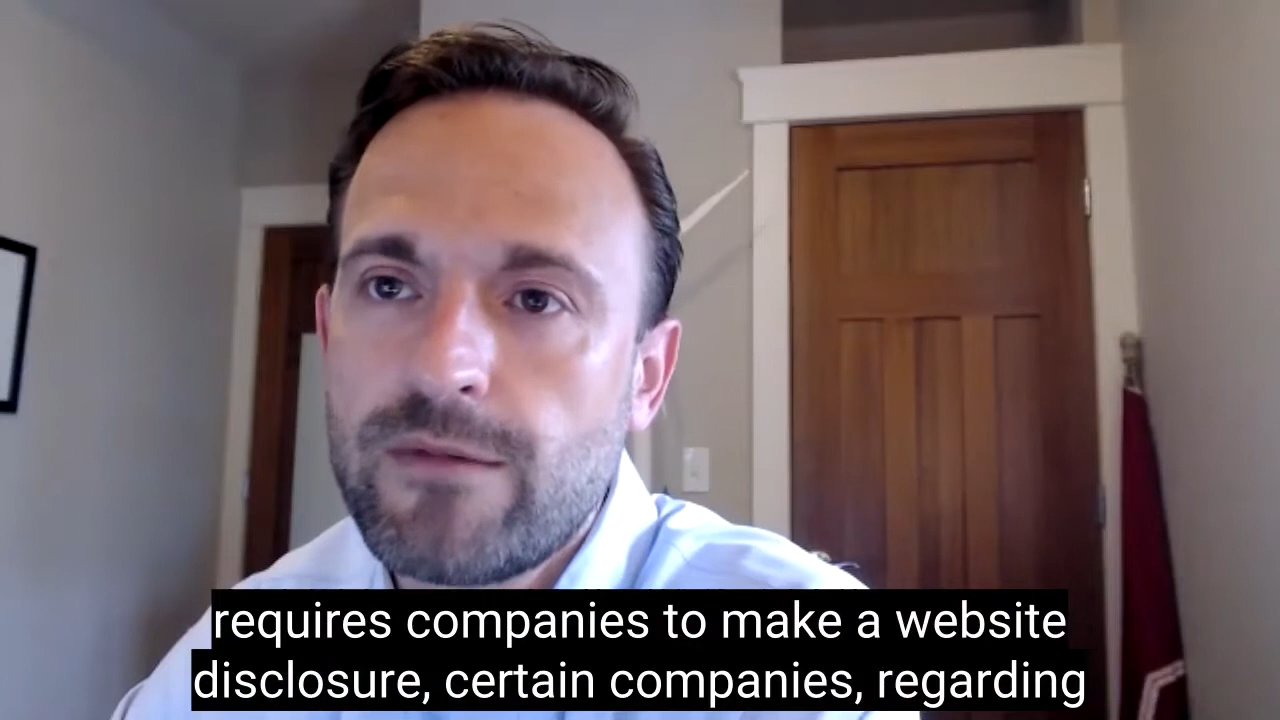 requires companies to make a website
disclosure, certain companies, regarding